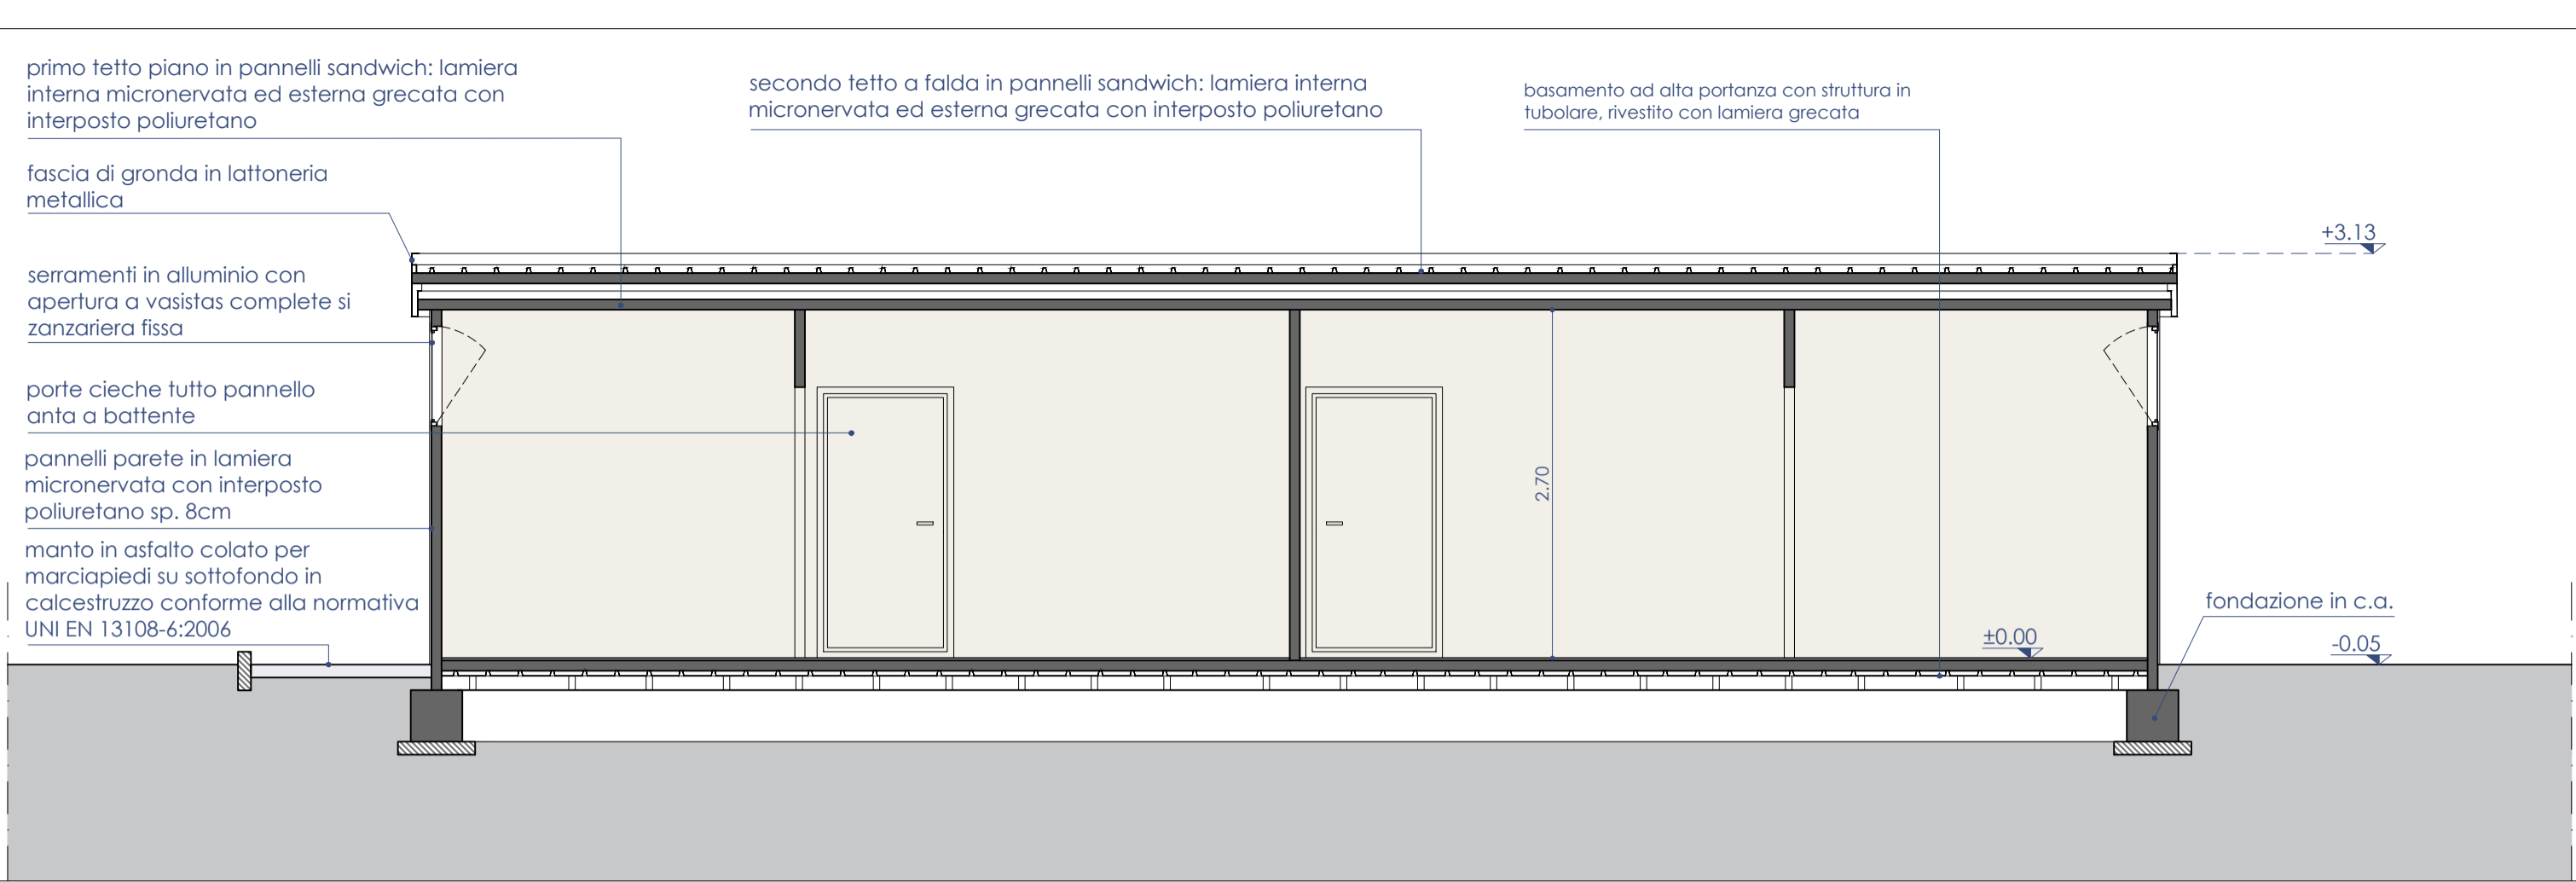 primo tetto piano in pannelli sandwich: lamiera
interna micronervata ed esterna grecata con
interposto poliuretano
secondo tetto a falda in pannelli sandwich: lamiera interna
micronervata ed esterna grecata con interposto poliuretano
basamento ad alta portanza con struttura in
tubolare, rivestito con lamiera grecata
fascia di gronda in lattoneria
metallica
+3.13
serramenti in alluminio con
apertura a vasistas complete si
zanzariera fissa
porte cieche tutto pannello
anta a battente
pannelli parete in lamiera
micronervata con interposto
poliuretano sp. 8cm
2.70
manto in asfalto colato per
marciapiedi su sottofondo in
calcestruzzo conforme alla normativa
UNI EN 13108-6:2006
fondazione in c.a.
±0.00
-0.05